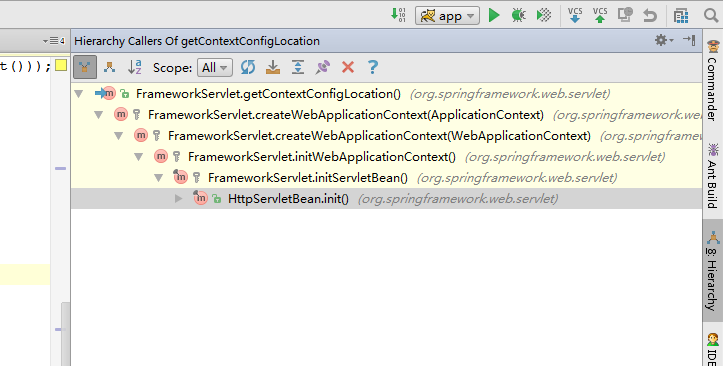 app
VCS
VCS
4
Hierarchy Callers Of getContextConfigLocation
t()));
Scope: All
?
FrameworkServlet.getContextConfigLocation() (org.springframework.web.servlet)
FrameworkServlet.createWebApplicationContext(ApplicationContext) (org.springframework.we
FrameworkServlet.createWebApplicationContext(WebApplicationContext) (org.springframew
FrameworkServlet.initWebApplicationContext() (org.springframework.web.servlet)
FrameworkServlet.initServletBean() (org.springframework.web.servlet)
HttpServletBean.init() (org.springframework.web.servlet)
Commander
Ant Build
8: Hierarchy
IDE